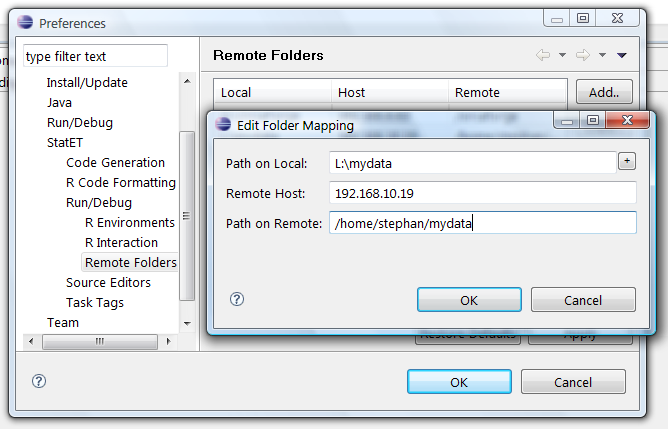 Preferences
type filter text
Remote Folders
Install/Update
Java
Run/Debug
StatET
Code Generation
R Code Formatting
Run/Debug
R Environments
R Interaction
Remote Folders
Source Editors
Task Tags
Team
Local Host Remote
Add..
Edit Folder Mapping
Path on Local: L:\mydata
+
Remote Host: 192.168.10.19
Path on Remote: /home/stephan/mydata
?
OK Cancel
Restore Defaults Apply
?
OK Cancel